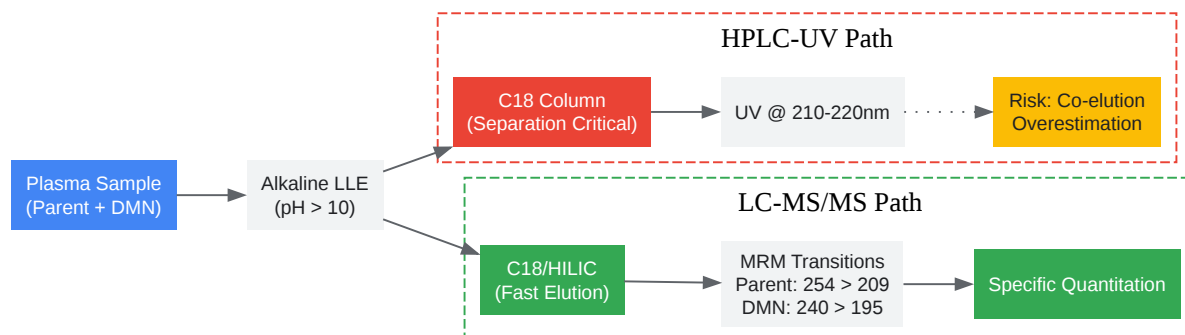 HPLC-UV Path
C18 Column
(Separation Critical)
UV @ 210-220nm
Risk: Co-elution
Overestimation
Plasma Sample
(Parent + DMN)
Alkaline LLE
(pH > 10)
LC-MS/MS Path
C18/HILIC
(Fast Elution)
MRM Transitions
Parent: 254 > 209
DMN: 240 > 195
Specific Quantitation